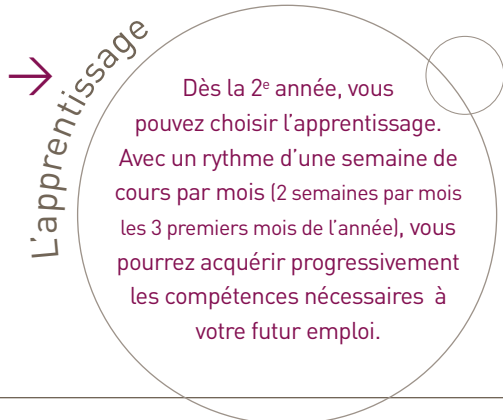 L'apprentissage
Dès la 2e année, vous
pouvez choisir l'apprentissage.
Avec un rythme d'une semaine de
cours par mois (2 semaines par mois
les 3 premiers mois de l'année), vous
pourrez acquérir progressivement
les compétences nécessaires à
votre futur emploi.